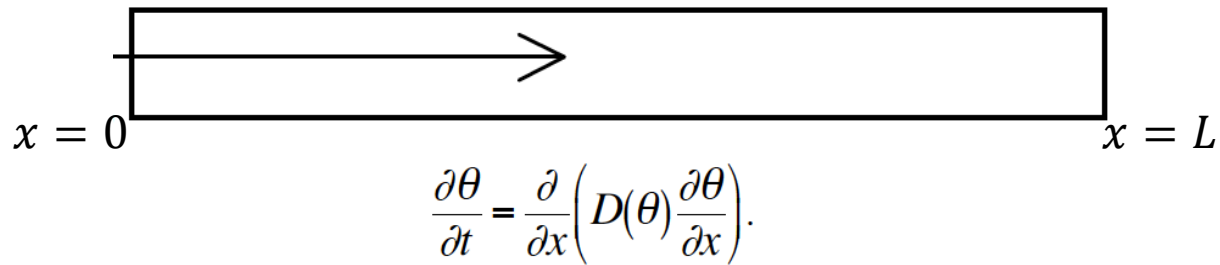 x = 0 x = L
∂θ/∂t = ∂/∂x (D(θ) ∂θ/∂x).